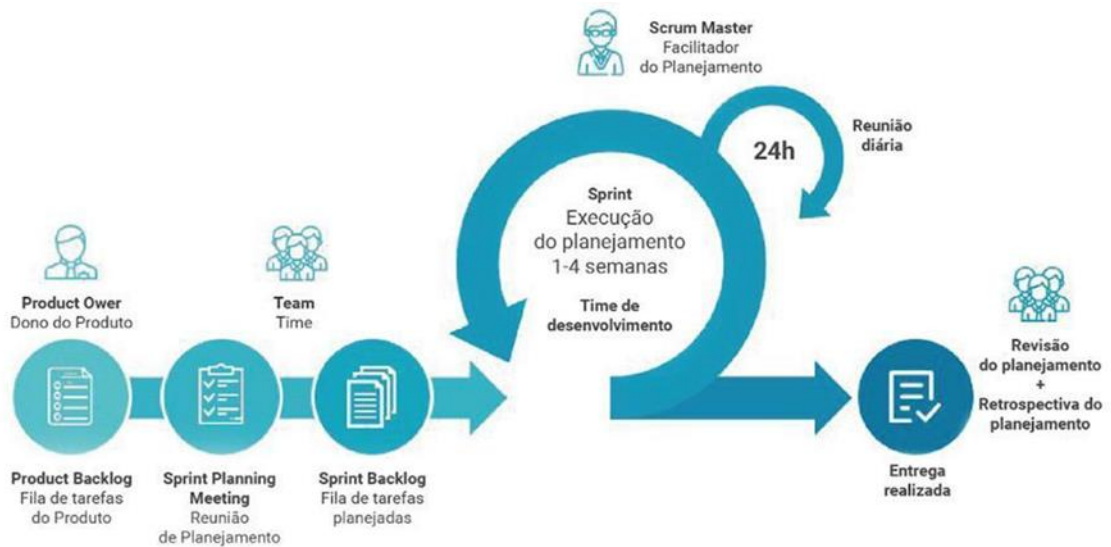 Scrum Master
Facilitador
do Planejamento
24h
Reunião
diária
Sprint
Execução
do planejamento
1-4 semanas
Time de
desenvolvimento
Product Ower
Dono do Produto
Team
Time
Product Backlog
Fila de tarefas
do Produto
Sprint Planning
Meeting
Reunião
de Planejamento
Sprint Backlog
Fila de tarefas
planejadas
Entrega
realizada
Revisão
do planejamento
+
Retrospectiva do
planejamento